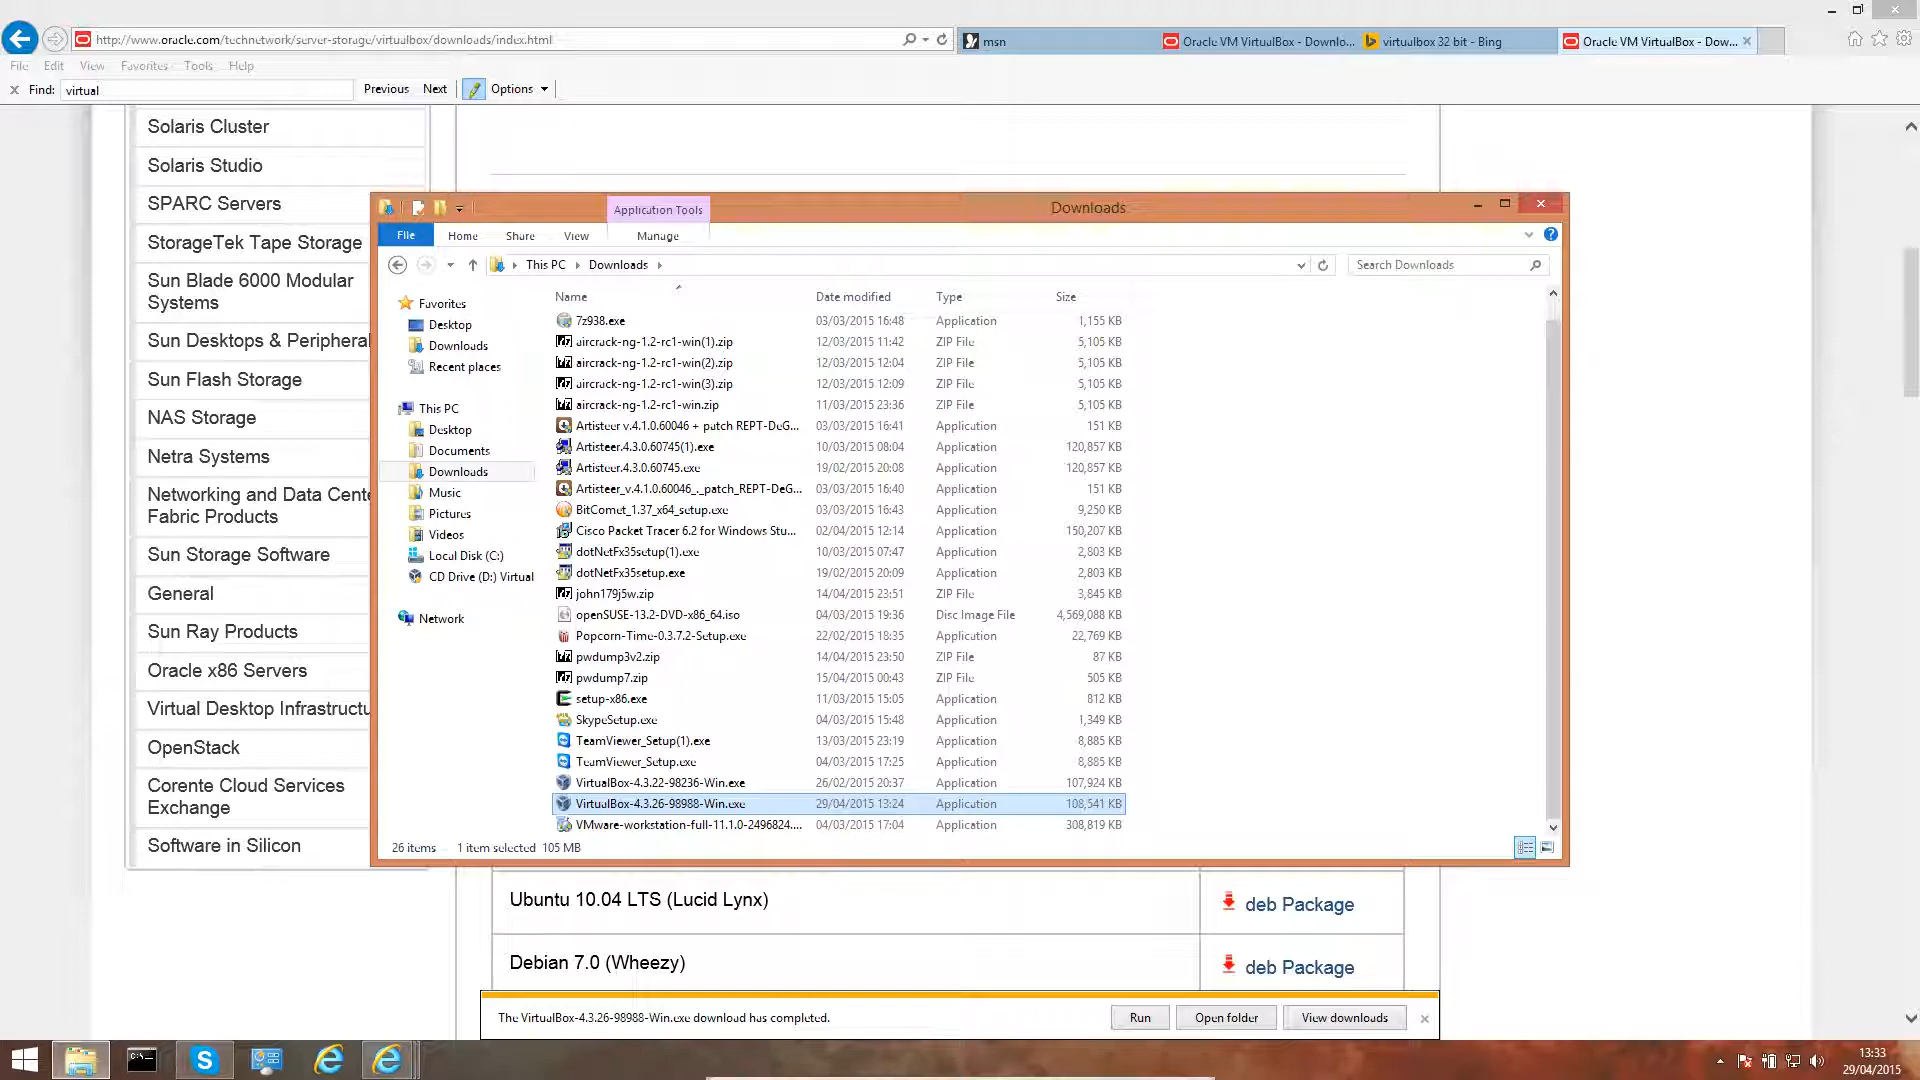 http://www.oracle.com/technetwork/server-storage/virtualbox/downloads/index.html
msn
Oracle VM VirtualBox - Downlo...
virtualbox 32 bit - Bing
Oracle VM VirtualBox - Dow...
File Edit View Favorites Tools Help
Find: virtual Previous Next Options
Solaris Cluster
Solaris Studio
SPARC Servers
StorageTek Tape Storage
Sun Blade 6000 Modular
Systems
Sun Desktops & Peripheral
Sun Flash Storage
NAS Storage
Netra Systems
Networking and Data Cente
Fabric Products
Sun Storage Software
General
Sun Ray Products
Oracle x86 Servers
Virtual Desktop Infrastructu
OpenStack
Corente Cloud Services
Exchange
Software in Silicon
Application Tools
Downloads
File Home Share View Manage
This PC Downloads
Search Downloads
Favorites
Desktop
Downloads
Recent places
This PC
Desktop
Documents
Downloads
Music
Pictures
Videos
Local Disk (C:)
CD Drive (D:) Virtual
Network
Name Date modified Type Size
7z938.exe 03/03/2015 16:48 Application 1,155 KB
aircrack-ng-1.2-rc1-win(1).zip 12/03/2015 11:42 ZIP File 5,105 KB
aircrack-ng-1.2-rc1-win(2).zip 12/03/2015 12:04 ZIP File 5,105 KB
aircrack-ng-1.2-rc1-win(3).zip 12/03/2015 12:09 ZIP File 5,105 KB
aircrack-ng-1.2-rc1-win.zip 11/03/2015 23:36 ZIP File 5,105 KB
Artisteer v.4.1.0.60046 + patch REPT-DeG... 03/03/2015 16:41 Application 151 KB
Artisteer.4.3.0.60745(1).exe 10/03/2015 08:04 Application 120,857 KB
Artisteer.4.3.0.60745.exe 19/02/2015 20:08 Application 120,857 KB
Artisteer_v.4.1.0.60046_._patch_REPT-DeG... 03/03/2015 16:40 Application 151 KB
BitComet_1.37_x64_setup.exe 03/03/2015 16:43 Application 9,250 KB
Cisco Packet Tracer 6.2 for Windows Stu... 02/04/2015 12:14 Application 150,207 KB
dotNetFx35setup(1).exe 10/03/2015 07:47 Application 2,803 KB
dotNetFx35setup.exe 19/02/2015 20:09 Application 2,803 KB
john179j5w.zip 14/04/2015 23:51 ZIP File 3,845 KB
openSUSE-13.2-DVD-x86_64.iso 04/03/2015 19:36 Disc Image File 4,569,088 KB
Popcorn-Time-0.3.7.2-Setup.exe 22/02/2015 18:35 Application 22,769 KB
pwdump3v2.zip 14/04/2015 23:50 ZIP File 87 KB
pwdump7.zip 15/04/2015 00:43 ZIP File 505 KB
setup-x86.exe 11/03/2015 15:05 Application 812 KB
SkypeSetup.exe 04/03/2015 15:48 Application 1,349 KB
TeamViewer_Setup(1).exe 13/03/2015 23:19 Application 8,885 KB
TeamViewer_Setup.exe 04/03/2015 17:25 Application 8,885 KB
VirtualBox-4.3.22-98236-Win.exe 26/02/2015 20:37 Application 107,924 KB
VirtualBox-4.3.26-98988-Win.exe 29/04/2015 13:24 Application 108,541 KB
VMware-workstation-full-11.1.0-2496824.... 04/03/2015 17:04 Application 308,819 KB
26 items 1 item selected 105 MB
Ubuntu 10.04 LTS (Lucid Lynx) deb Package
Debian 7.0 (Wheezy) deb Package
The VirtualBox-4.3.26-98988-Win.exe download has completed. Run Open folder View downloads
13:33
29/04/2015